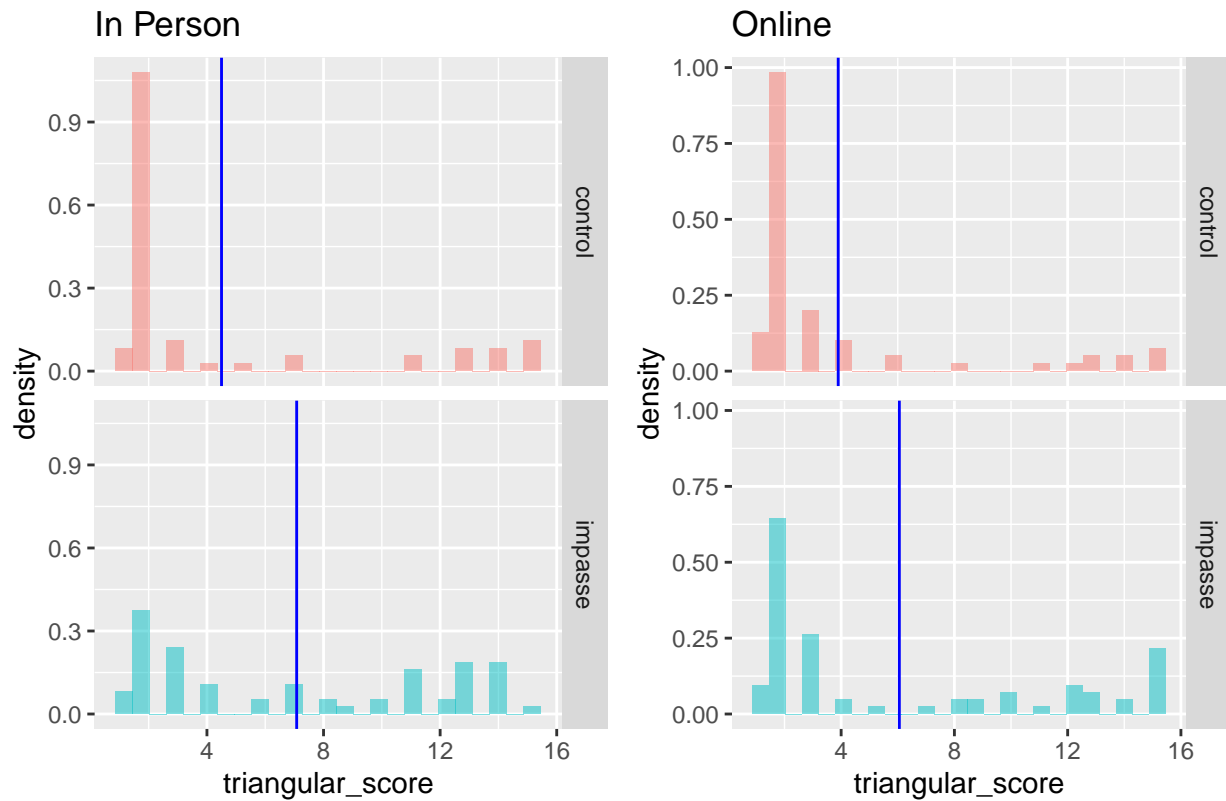 In Person
0.9
0.6
0.3
0.0
control
0.9
0.6
0.3
0.0
impasse
density
4
8
12
16
triangular_score
Online
1.00
0.75
0.50
0.25
0.00
control
1.00
0.75
0.50
0.25
0.00
impasse
density
4
8
12
16
triangular_score